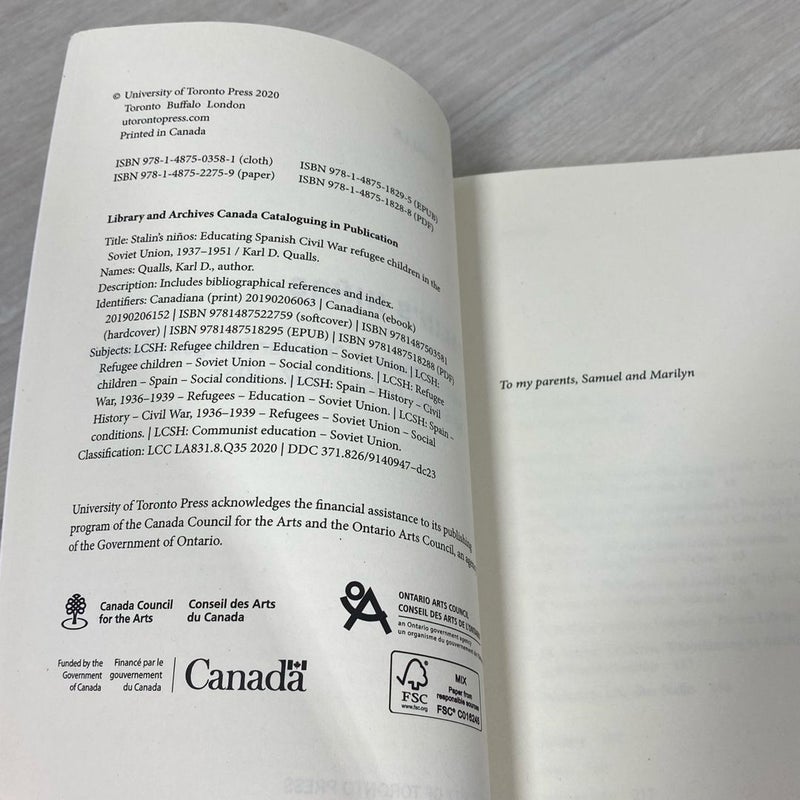 © University of Toronto Press 2020
Toronto Buffalo London
utorontopress.com
Printed in Canada
ISBN 978-1-4875-0358-1 (cloth) ISBN 978-1-4875-1829-5 (EPUB)
ISBN 978-1-4875-2275-9 (paper) ISBN 978-1-4875-1828-8 (PDF)
Library and Archives Canada Cataloguing in Publication
Title: Stalin's niños: Educating Spanish Civil War refugee children in the
Soviet Union, 1937–1951 / Karl D. Qualls.
Names: Qualls, Karl D., author.
Description: Includes bibliographical references and index.
Identifiers: Canadiana (print) 20190206063 | Canadiana (ebook)
20190206152 | ISBN 9781487522759 (softcover) | ISBN 9781487503581
(hardcover) | ISBN 9781487518295 (EPUB) | ISBN 9781487518288 (PDF)
Subjects: LCSH: Refugee children – Education – Soviet Union. | LCSH:
Refugee children – Soviet Union – Social conditions. | LCSH: Refugee
children – Spain – Social conditions. | LCSH: Spain – History – Civil
War, 1936–1939 – Refugees – Education – Soviet Union. | LCSH: Spain –
History – Civil War, 1936–1939 – Refugees – Soviet Union – Social
conditions. | LCSH: Communist education – Soviet Union.
Classification: LCC LA831.8.Q35 2020 | DDC 371.826/9140947–dc23
University of Toronto Press acknowledges the financial assistance to its publishing
program of the Canada Council for the Arts and the Ontario Arts Council, an
of the Government of Ontario.
Canada Council for the Arts
Conseil des Arts du Canada
ONTARIO ARTS COUNCIL
CONSEIL DES ARTS DE
an Ontario government agency
un organisme du gouvernement
Funded by the Government of Canada
Financé par le gouvernement du Canada
Canada
FSC
www.fsc.org
MIX
Paper from
responsible sources
FSC® C016245
To my parents, Samuel and Marilyn